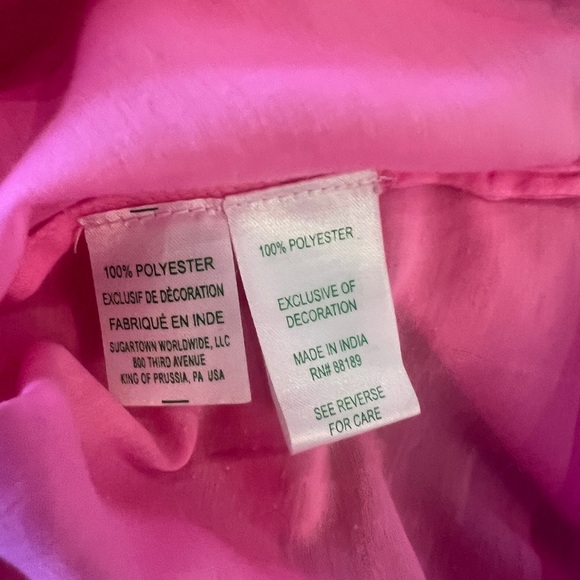 100% POLYESTER
EXCLUSIF DE DÈCORATION
FABRIQUÉ EN INDE
SUGARTOWN WORLDWIDE, LLC
800 THIRD AVENUE
KING OF PRUSSIA, PA USA
100% POLYESTER
EXCLUSIVE OF
DECORATION
MADE IN INDIA
RN# 88189
SEE REVERSE
FOR CARE